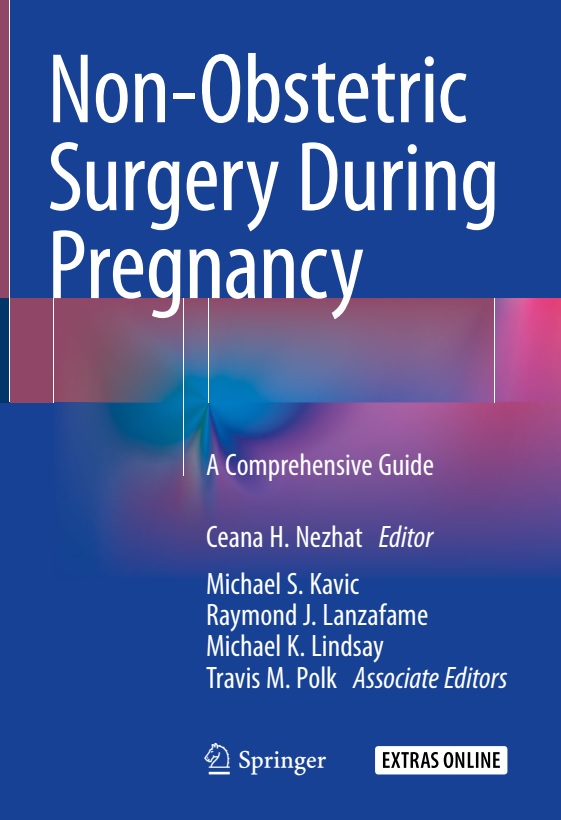 Non-Obstetric
Surgery During
Pregnancy
A Comprehensive Guide
Ceana H. Nezhat Editor
Michael S. Kavic
Raymond J. Lanzafame
Michael K. Lindsay
Travis M. Polk Associate Editors
Springer
EXTRAS ONLINE